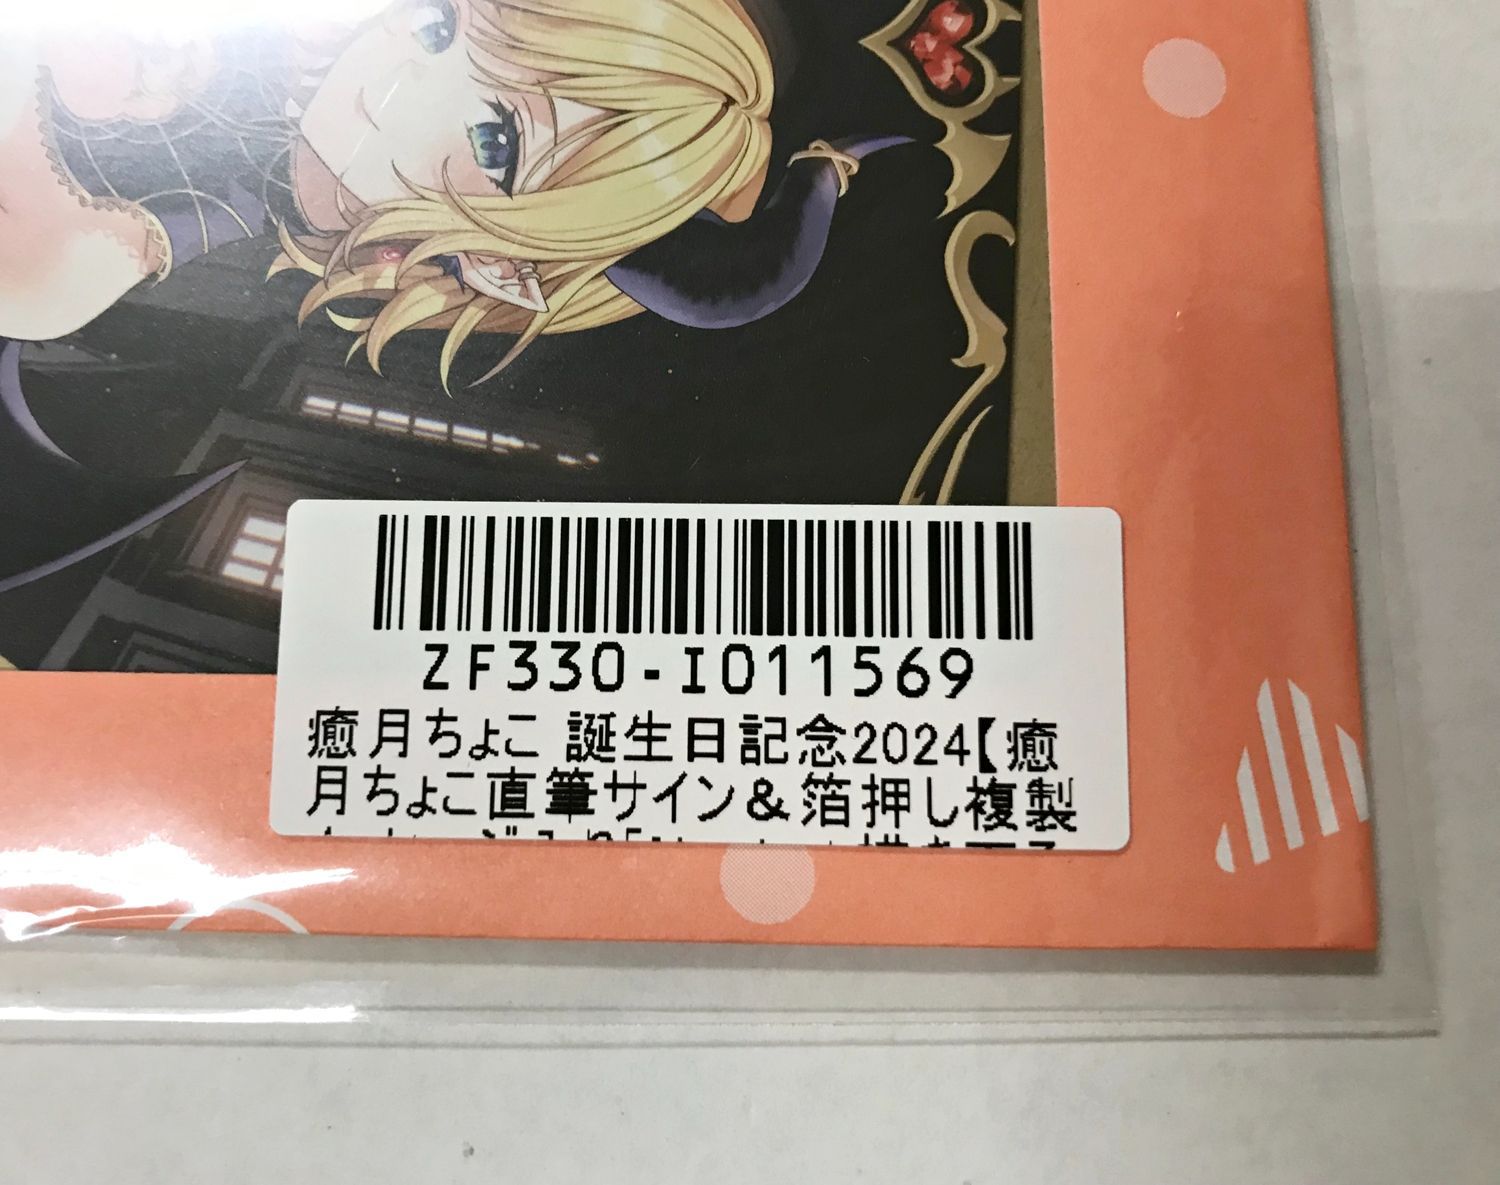 ZF330-I011569
癒月ちょこ 誕生日記念2024【癒
月ちょこ直筆サイン＆箔押し複製